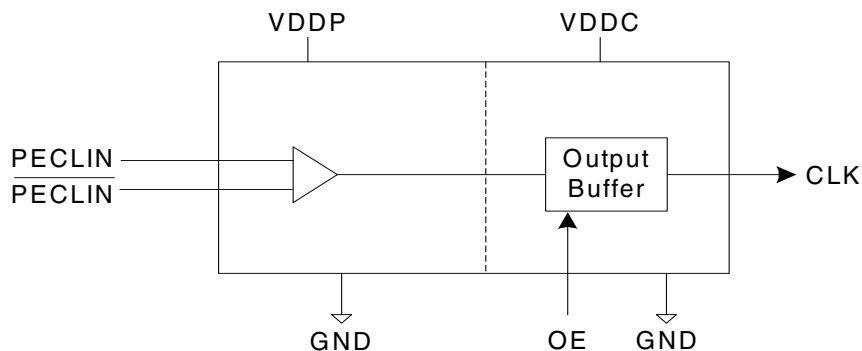 VDDP
VDDC
PECLIN
PECLIN
Output
Buffer
CLK
GND
OE
GND